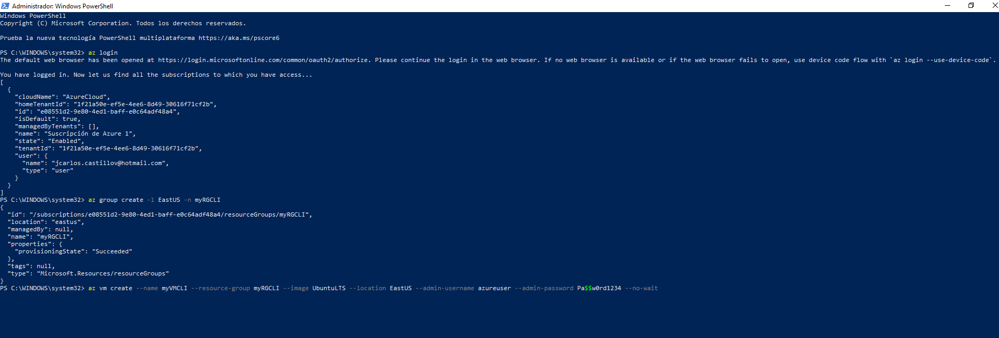 Administrador: Windows PowerShell
Windows PowerShell
Copyright (C) Microsoft Corporation. Todos los derechos reservados.
Prueba la nueva tecnología PowerShell multiplataforma https://aka.ms/pscore6
PS C:\WINDOWS\system32> az login
The default web browser has been opened at https://login.microsoftonline.com/common/oauth2/authorize. Please continue the login in the web browser. If no web browser is available or if the web browser fails to open, use device code flow with `az login --use-device-code`.
You have logged in. Now let us find all the subscriptions to which you have access...
[
  {
    "cloudName": "AzureCloud",
    "homeTenantId": "1f21a50e-ef5e-4ee6-8d49-30616f71cf2b",
    "id": "e08551d2-9e80-4ed1-baff-e0c64adf48a4",
    "isDefault": true,
    "managedByTenants": [],
    "name": "Suscripción de Azure 1",
    "state": "Enabled",
    "tenantId": "1f21a50e-ef5e-4ee6-8d49-30616f71cf2b",
    "user": {
      "name": "jcarlos.castillov@hotmail.com",
      "type": "user"
    }
  }
]
PS C:\WINDOWS\system32> az group create -l EastUS -n myRGCLI
{
  "id": "/subscriptions/e08551d2-9e80-4ed1-baff-e0c64adf48a4/resourceGroups/myRGCLI",
  "location": "eastus",
  "managedBy": null,
  "name": "myRGCLI",
  "properties": {
    "provisioningState": "Succeeded"
  },
  "tags": null,
  "type": "Microsoft.Resources/resourceGroups"
}
PS C:\WINDOWS\system32> az vm create --name myVMCLI --resource-group myRGCLI --image UbuntuLTS --location EastUS --admin-username azureuser --admin-password Pa$$w0rd1234 --no-wait